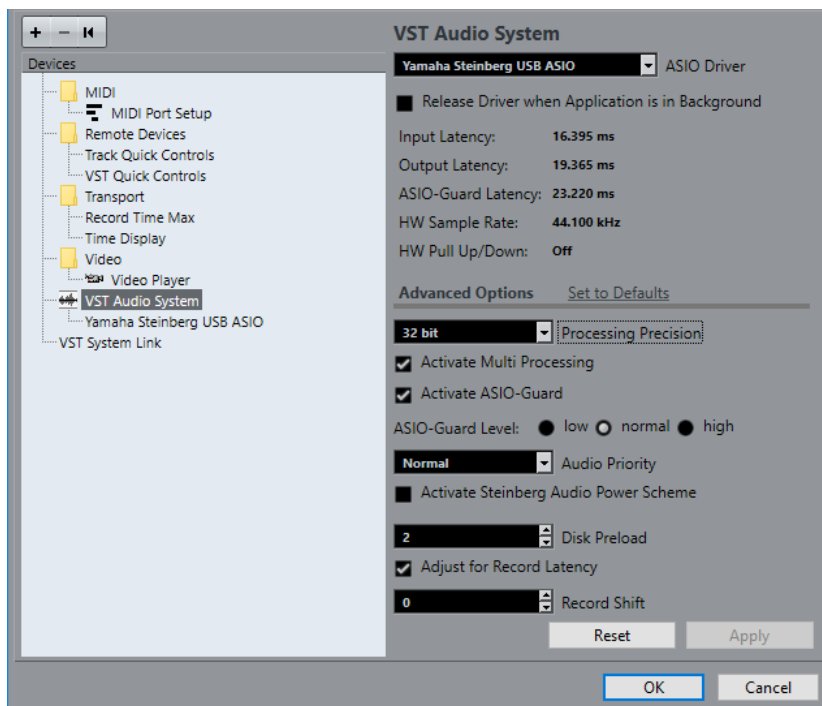 Devices
MIDI
MIDI Port Setup
Remote Devices
Track Quick Controls
VST Quick Controls
Transport
Record Time Max
Time Display
Video
Video Player
VST Audio System
Yamaha Steinberg USB ASIO
VST System Link
VST Audio System
Yamaha Steinberg USB ASIO ASIO Driver
Release Driver when Application is in Background
Input Latency: 16.395 ms
Output Latency: 19.365 ms
ASIO-Guard Latency: 23.220 ms
HW Sample Rate: 44.100 kHz
HW Pull Up/Down: Off
Advanced Options Set to Defaults
32 bit Processing Precision
Activate Multi Processing
Activate ASIO-Guard
ASIO-Guard Level: low normal high
Normal Audio Priority
Activate Steinberg Audio Power Scheme
2 Disk Preload
Adjust for Record Latency
0 Record Shift
Reset Apply
OK Cancel